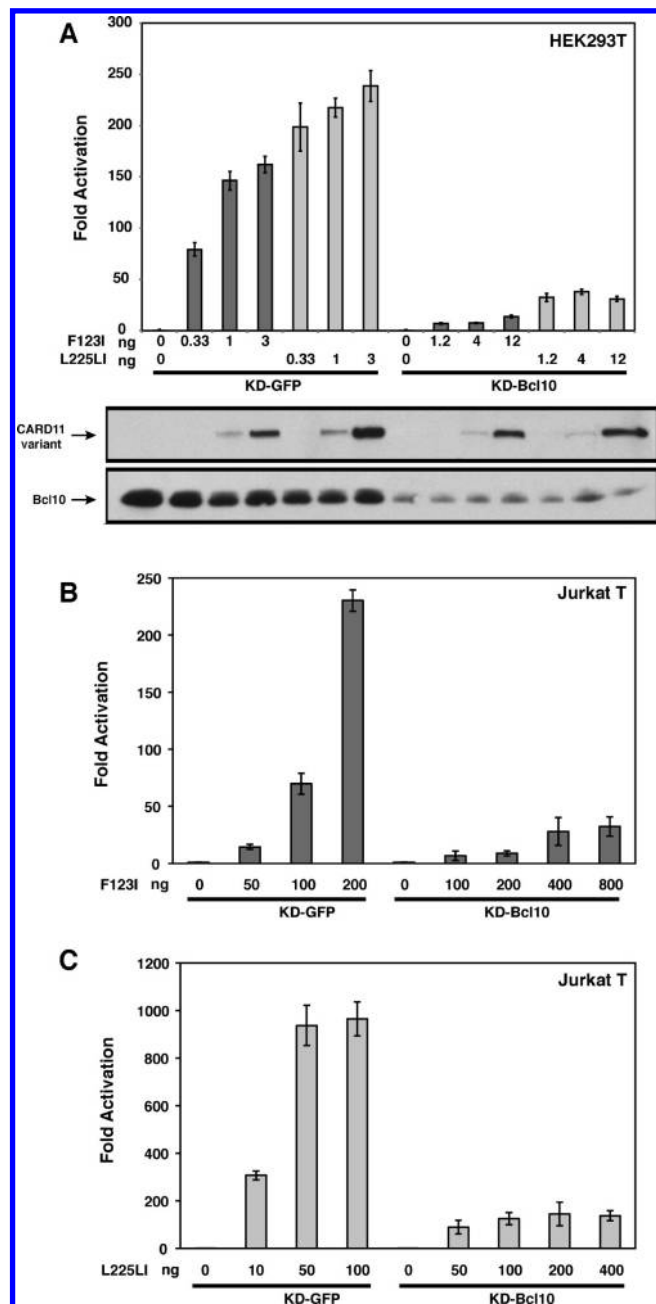 A
HEK293T
Fold Activation
300
250
200
150
100
50
0
F123I ng 0 0.33 1 3 0 1.2 4 12
L225LI ng 0 0.33 1 3 0 1.2 4 12
KD-GFP KD-Bcl10
CARD11
variant
Bcl10
B
Jurkat T
Fold Activation
250
200
150
100
50
0
F123I ng 0 50 100 200 0 100 200 400 800
KD-GFP KD-Bcl10
C
Jurkat T
Fold Activation
1200
1000
800
600
400
200
0
L225LI ng 0 10 50 100 0 50 100 200 400
KD-GFP KD-Bcl10